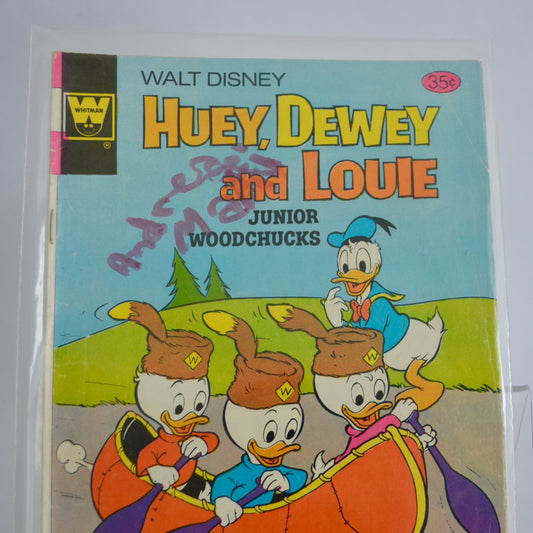 WHITMAN
W
®
WALT DISNEY
35¢
HUEY, DEWEY
and LOUIE
JUNIOR
WOODCHUCKS
W
W